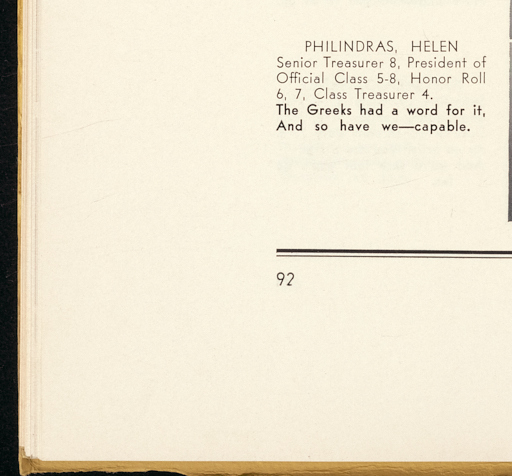 PHILINDRAS, HELEN
Senior Treasurer 8, President of
Official Class 5-8, Honor Roll
6, 7, Class Treasurer 4.
The Greeks had a word for it,
And so have we—capable.
92